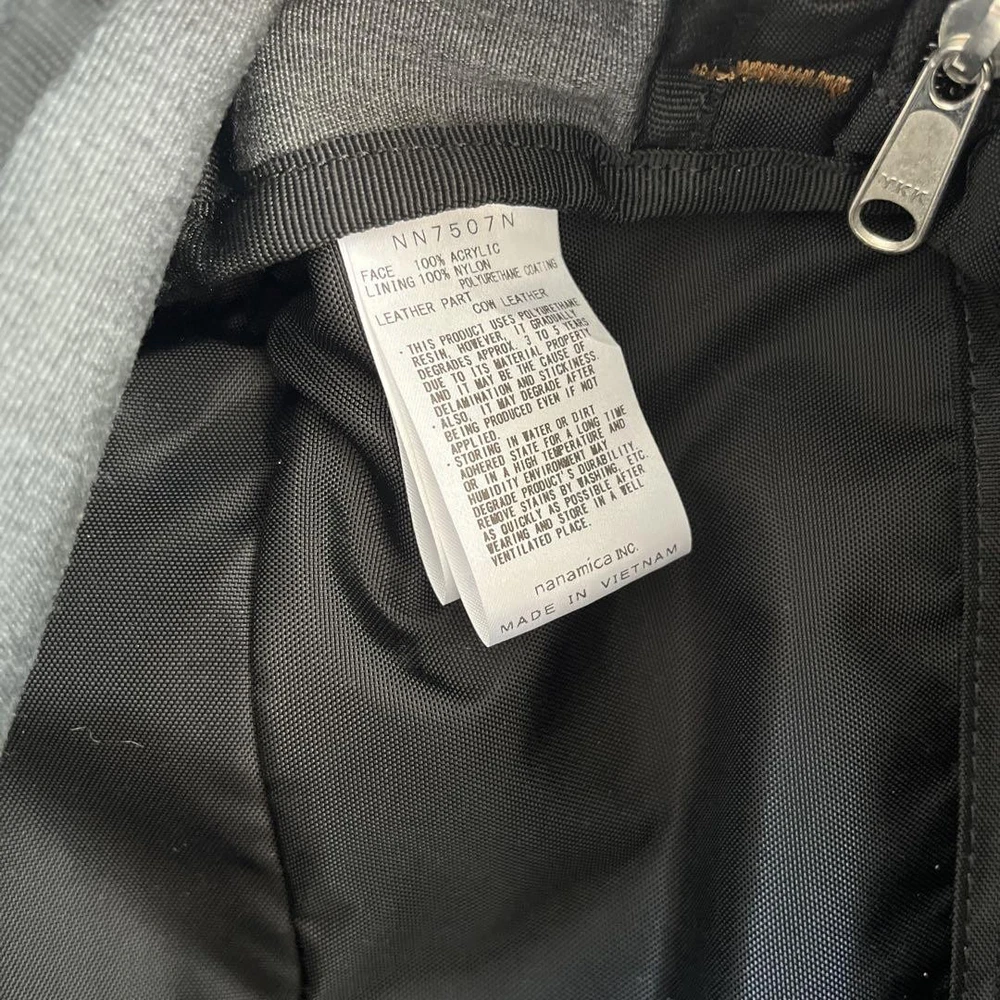 NN7507N
FACE 100% ACRYLIC
LINING 100% NYLON
POLYURETHANE COATING
LEATHER PART COW LEATHER
・THIS PRODUCT USES POLYURETHANE
RESIN. HOWEVER, IT GRADUALLY
DEGRADES APPROX. 3 TO 5 YEARS
DUE TO ITS MATERIAL PROPERTY
AND IT MAY BE THE CAUSE OF
DELAMINATION AND STICKINESS.
・ALSO, IT MAY DEGRADE AFTER
BEING PRODUCED EVEN IF NOT
APPLIED.
・STORING IN WATER OR DIRT
ADHERED STATE FOR A LONG TIME
OR IN A HIGH TEMPERATURE AND
HUMIDITY ENVIRONMENT MAY
DEGRADE PRODUCT'S DURABILITY.
REMOVE STAINS BY WASHING, ETC.
AS QUICKLY AS POSSIBLE AFTER
WEARING AND STORE IN A WELL
VENTILATED PLACE.
nanamica INC.
MADE IN VIETNAM
YKK